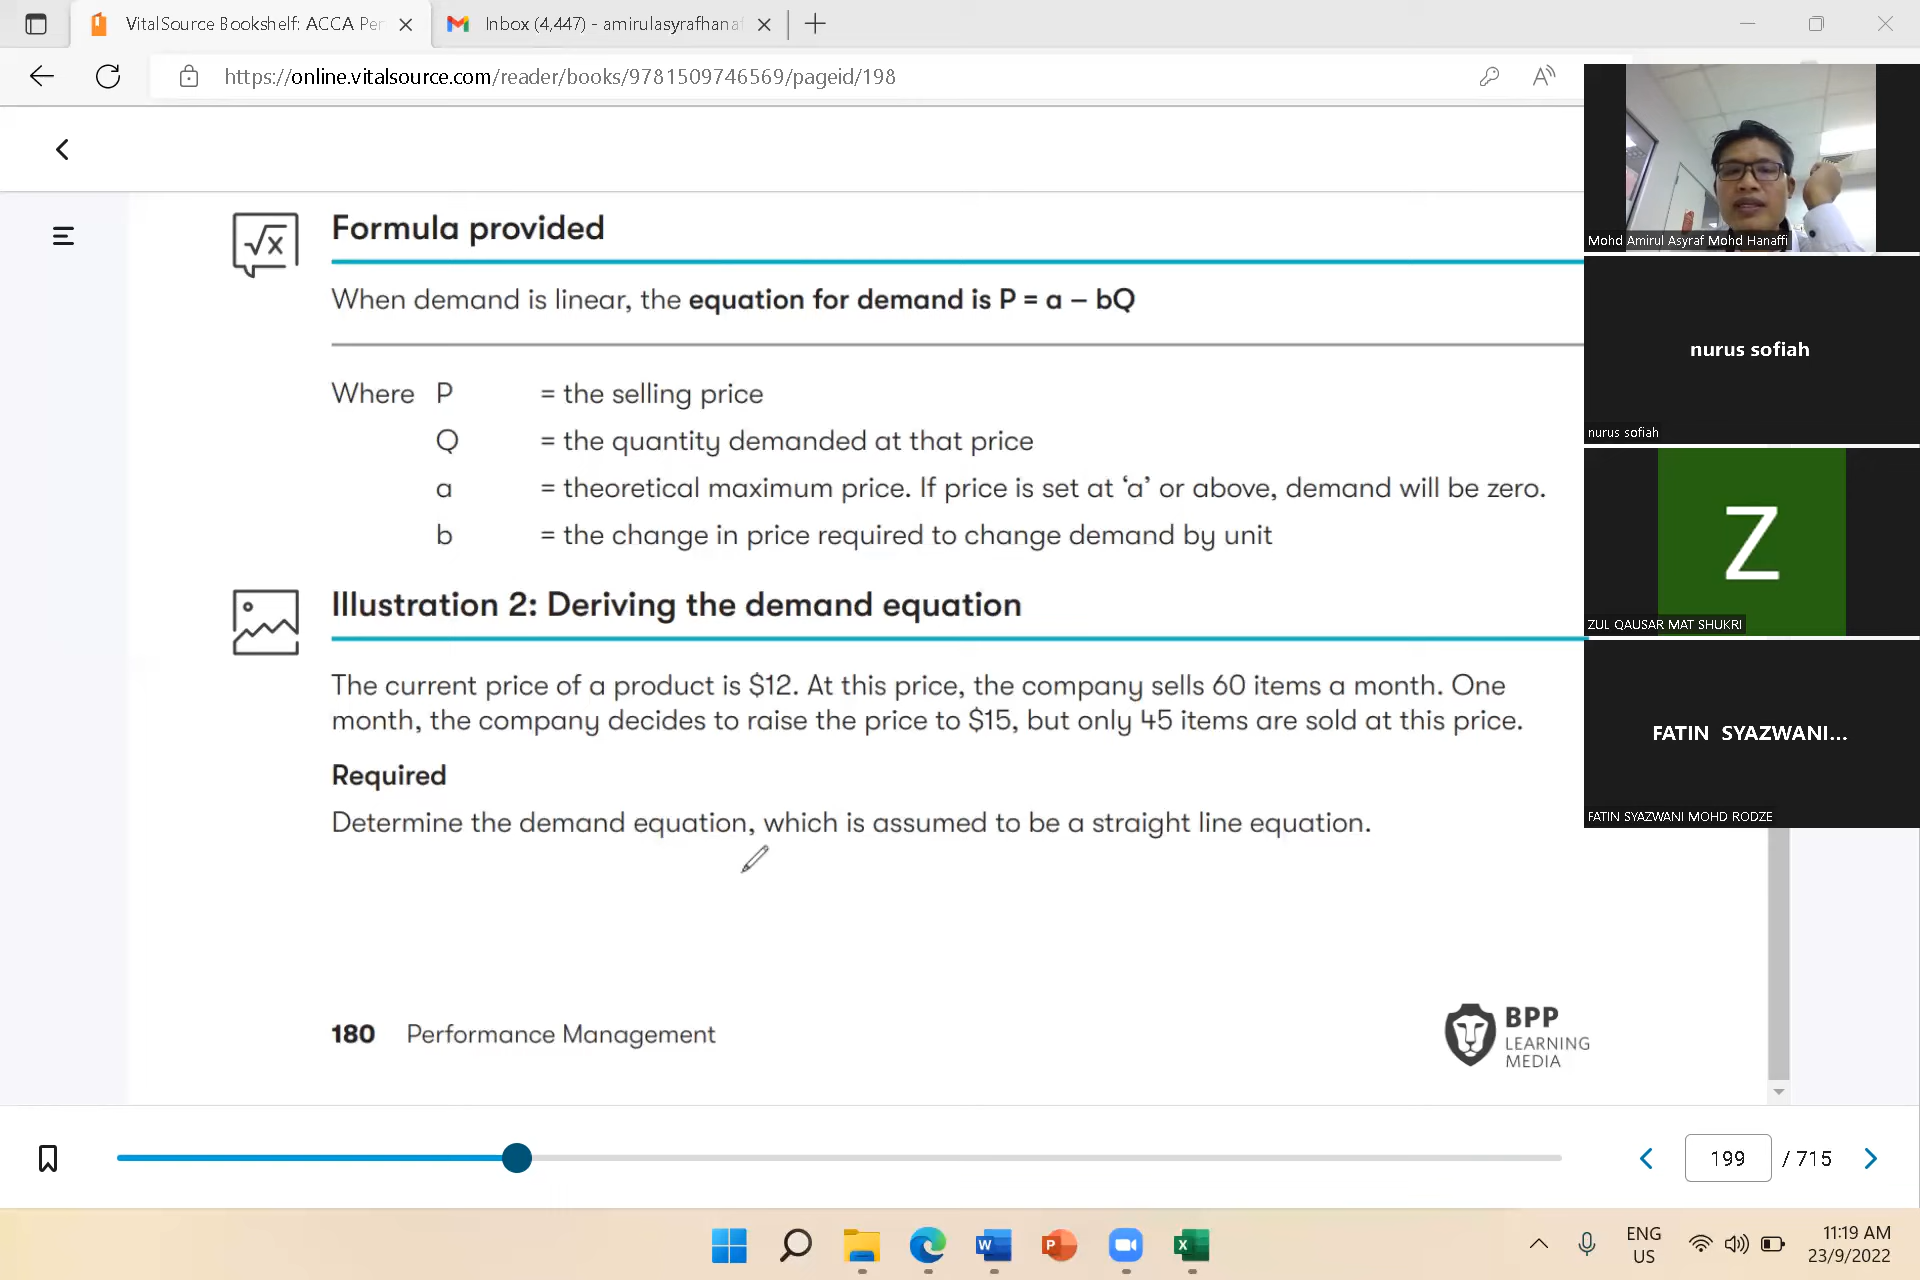 VitalSource Bookshelf: ACCA Per
Inbox (4,447) - amirulasyrafhana
https://online.vitalsource.com/reader/books/9781509746569/pageid/198
A
√x
Formula provided
When demand is linear, the equation for demand is P = a – bQ
Where P = the selling price
Q = the quantity demanded at that price
a = theoretical maximum price. If price is set at ‘a’ or above, demand will be zero.
b = the change in price required to change demand by unit
Illustration 2: Deriving the demand equation
The current price of a product is $12. At this price, the company sells 60 items a month. One
month, the company decides to raise the price to $15, but only 45 items are sold at this price.
Required
Determine the demand equation, which is assumed to be a straight line equation.
180 Performance Management
BPP
LEARNING
MEDIA
Mohd Amirul Asyraf Mohd Hanaffi
nurus sofiah
nurus sofiah
Z
ZUL QAUSAR MAT SHUKRI
FATIN SYAZWANI...
FATIN SYAZWANI MOHD RODZE
199 / 715
W
P
X
ENG
US
11:19 AM
23/9/2022